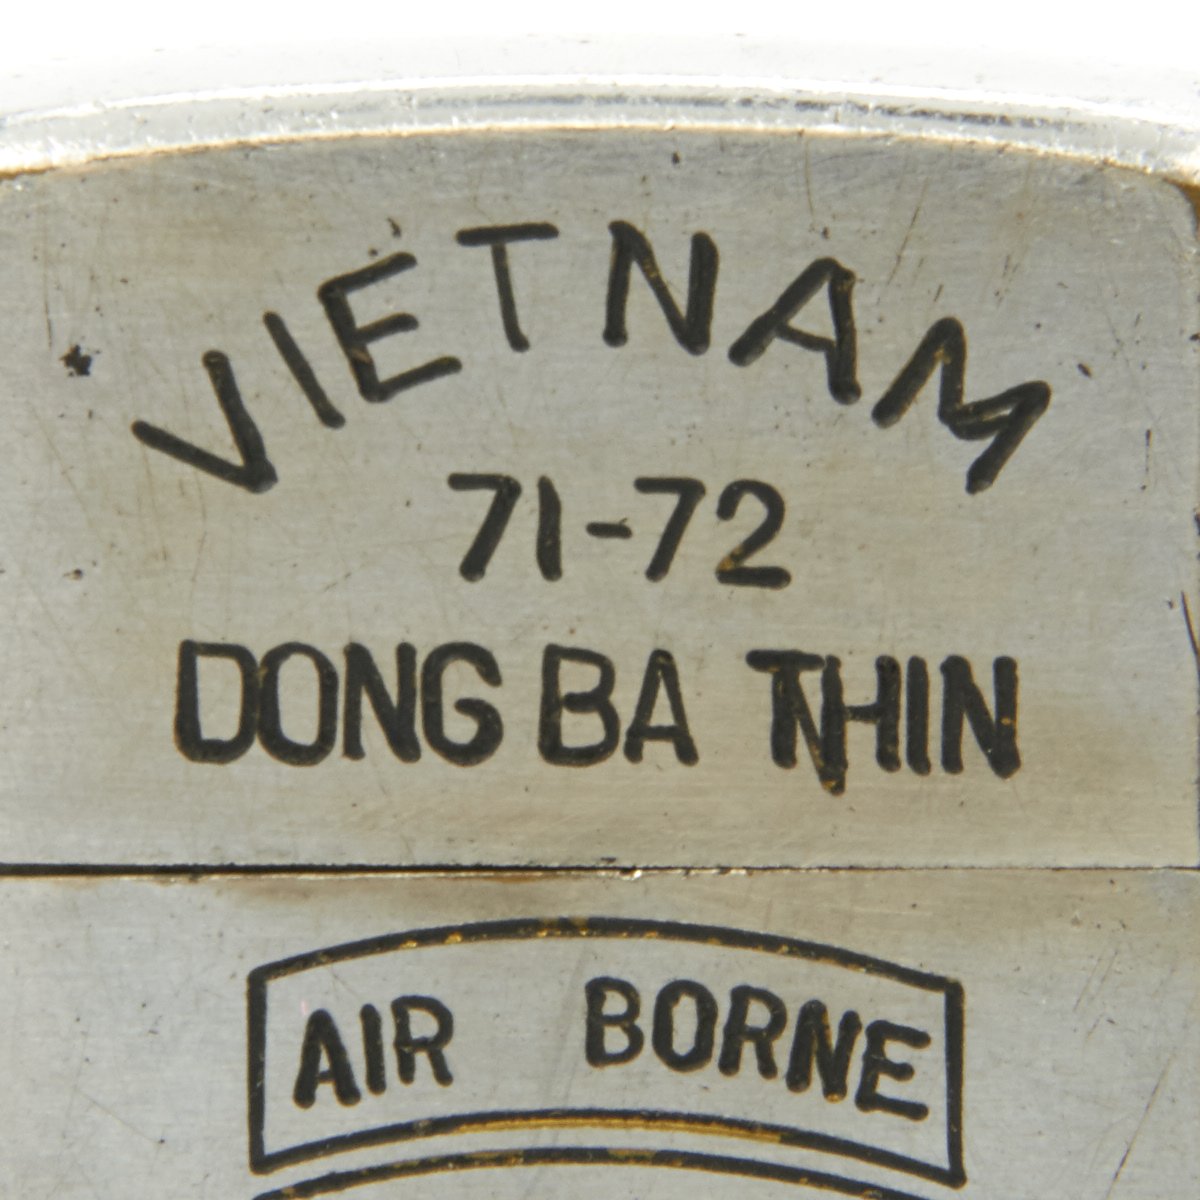 VIETNAM
71-72
DONG BA THIN
AIR BORNE